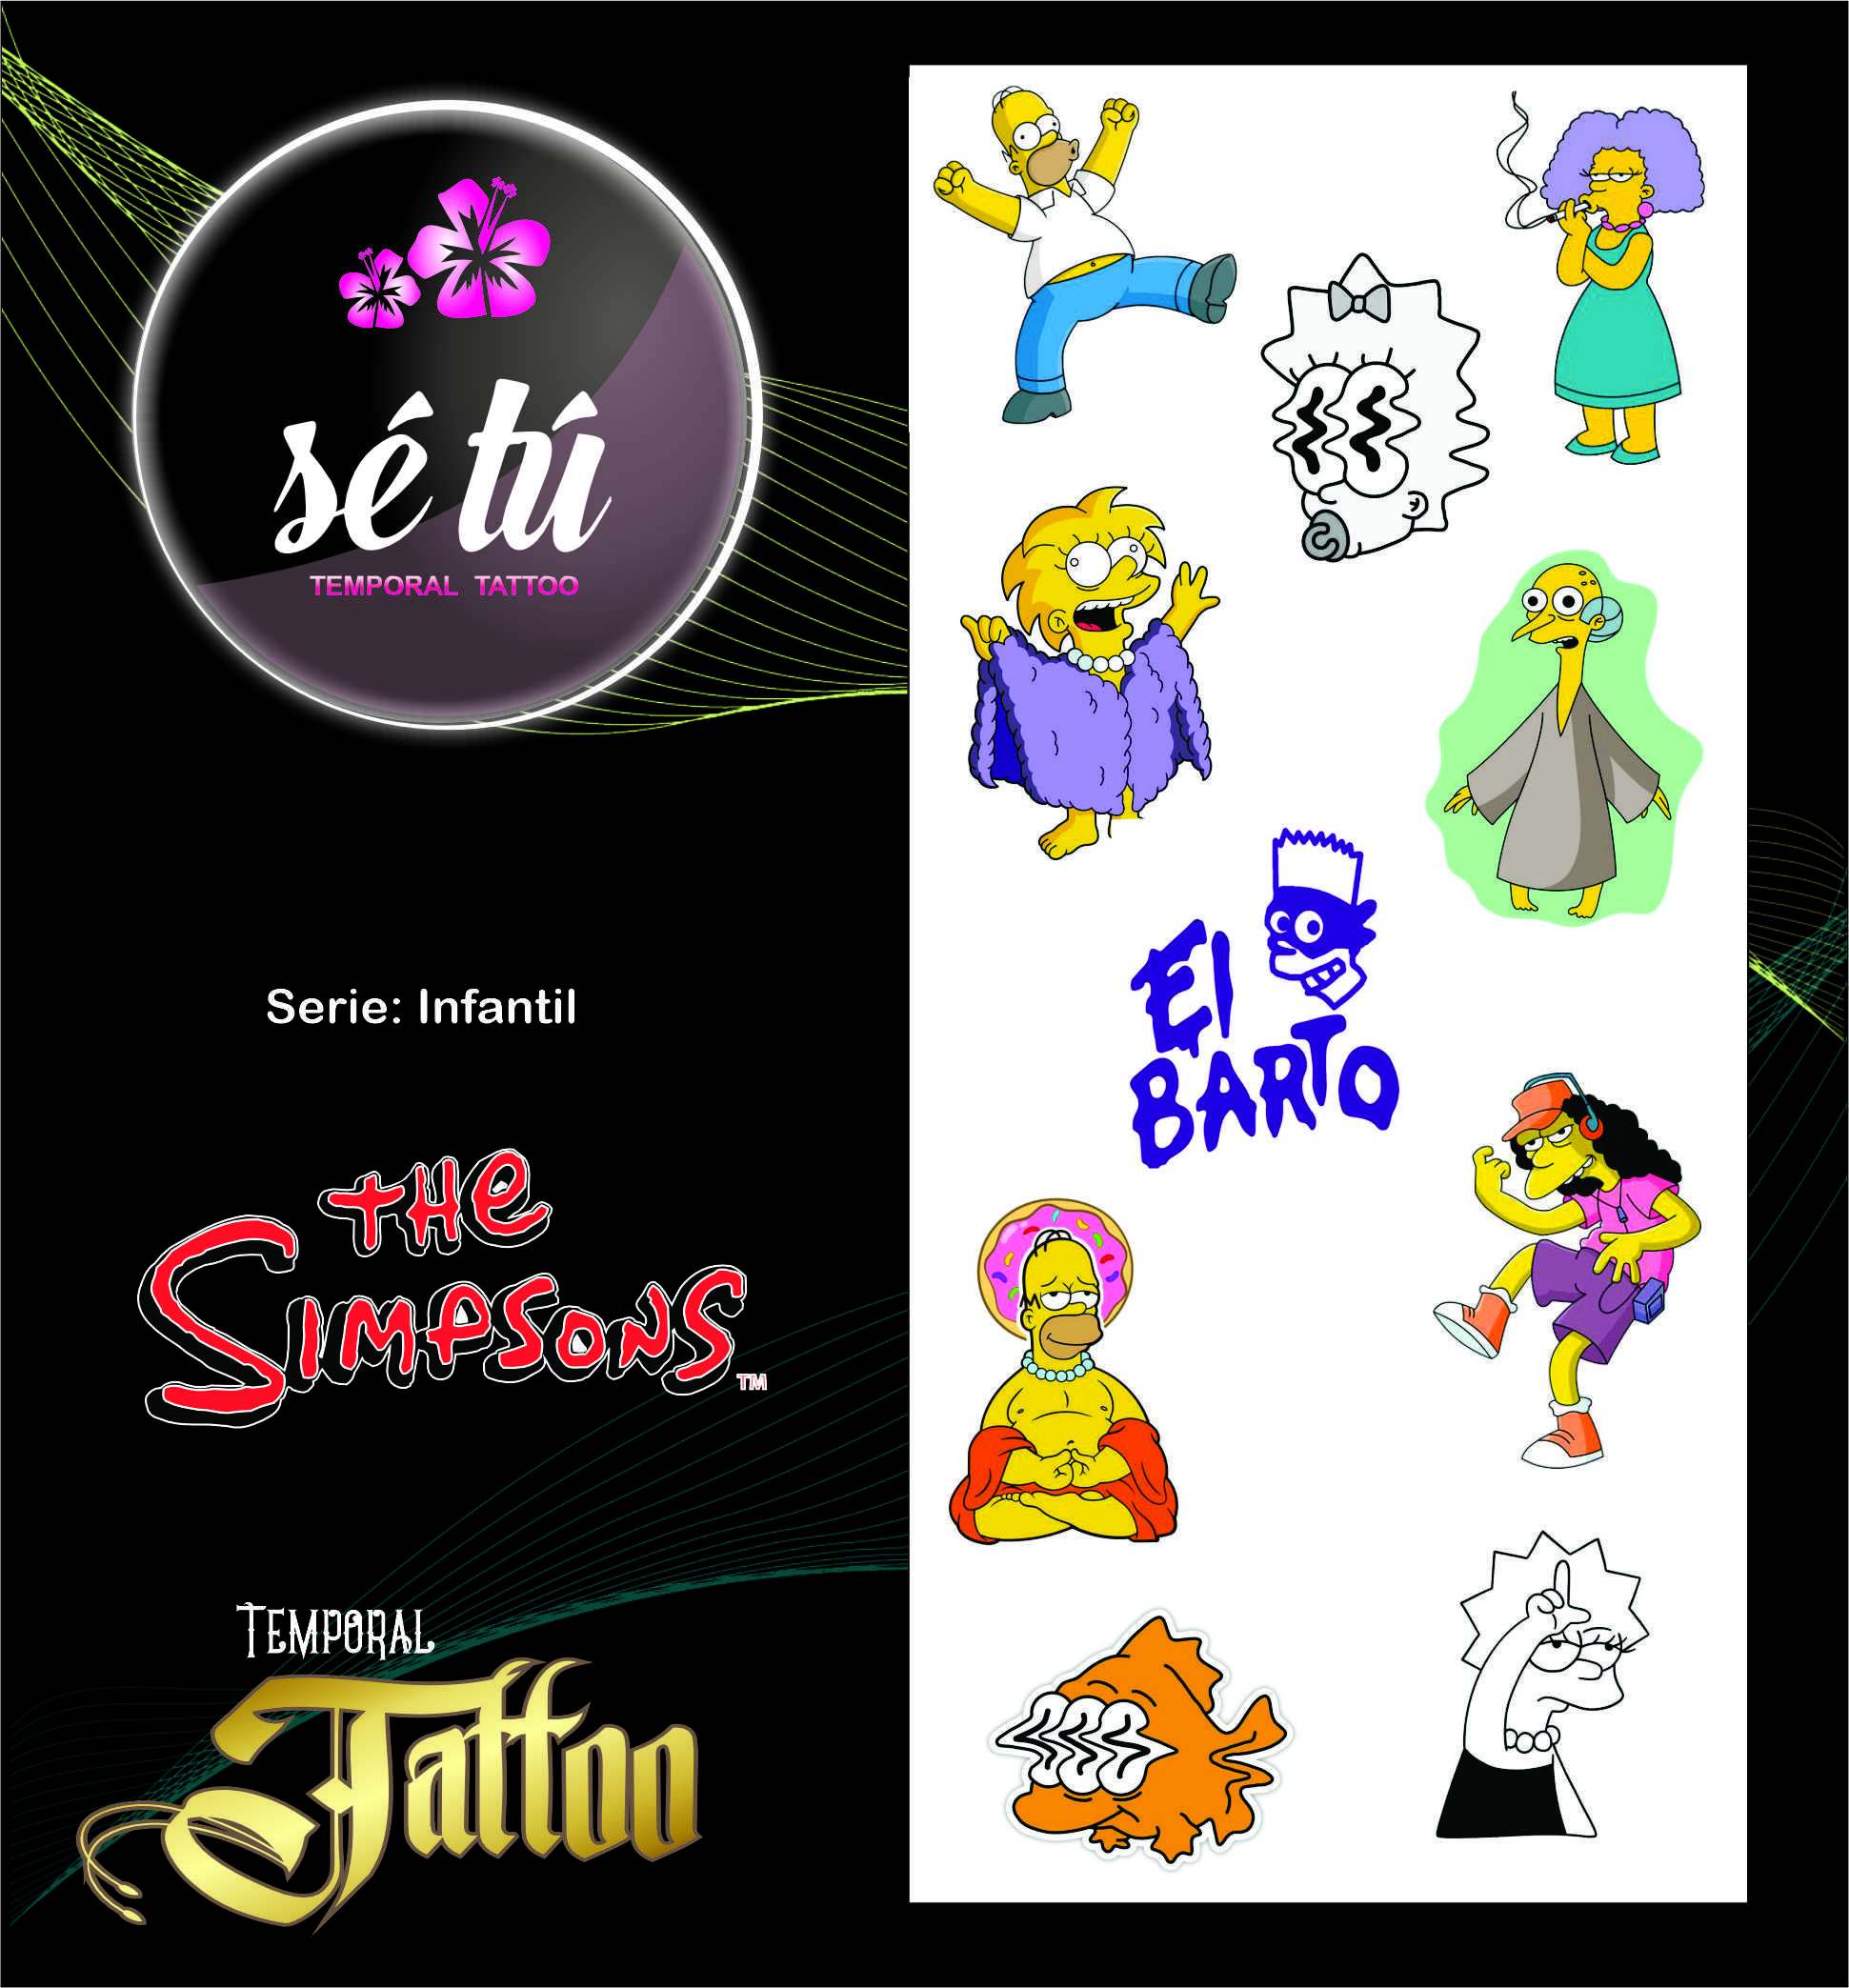 sé tú
TEMPORAL TATTOO
Serie: Infantil
THE
SIMPSONS
TM
TEMPORAL
Tattoo
El
BARTO